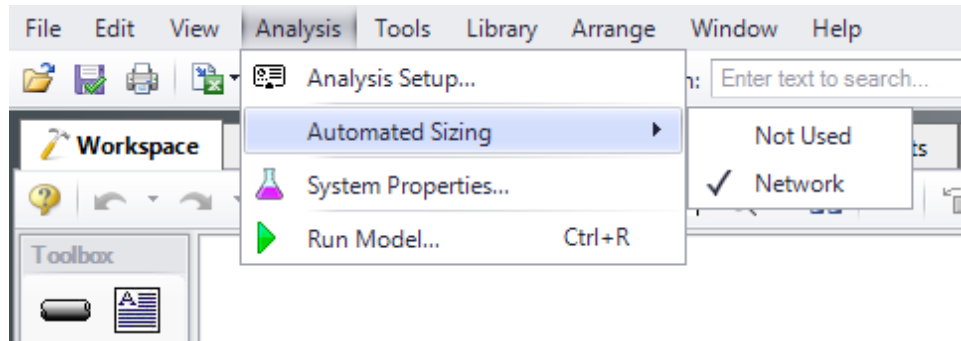 File Edit View Analysis Tools Library Arrange Window Help
Analysis Setup...
Enter text to search...
Automated Sizing
Not Used
Workspace
System Properties...
Network
Run Model... Ctrl+R
Toolbox
A